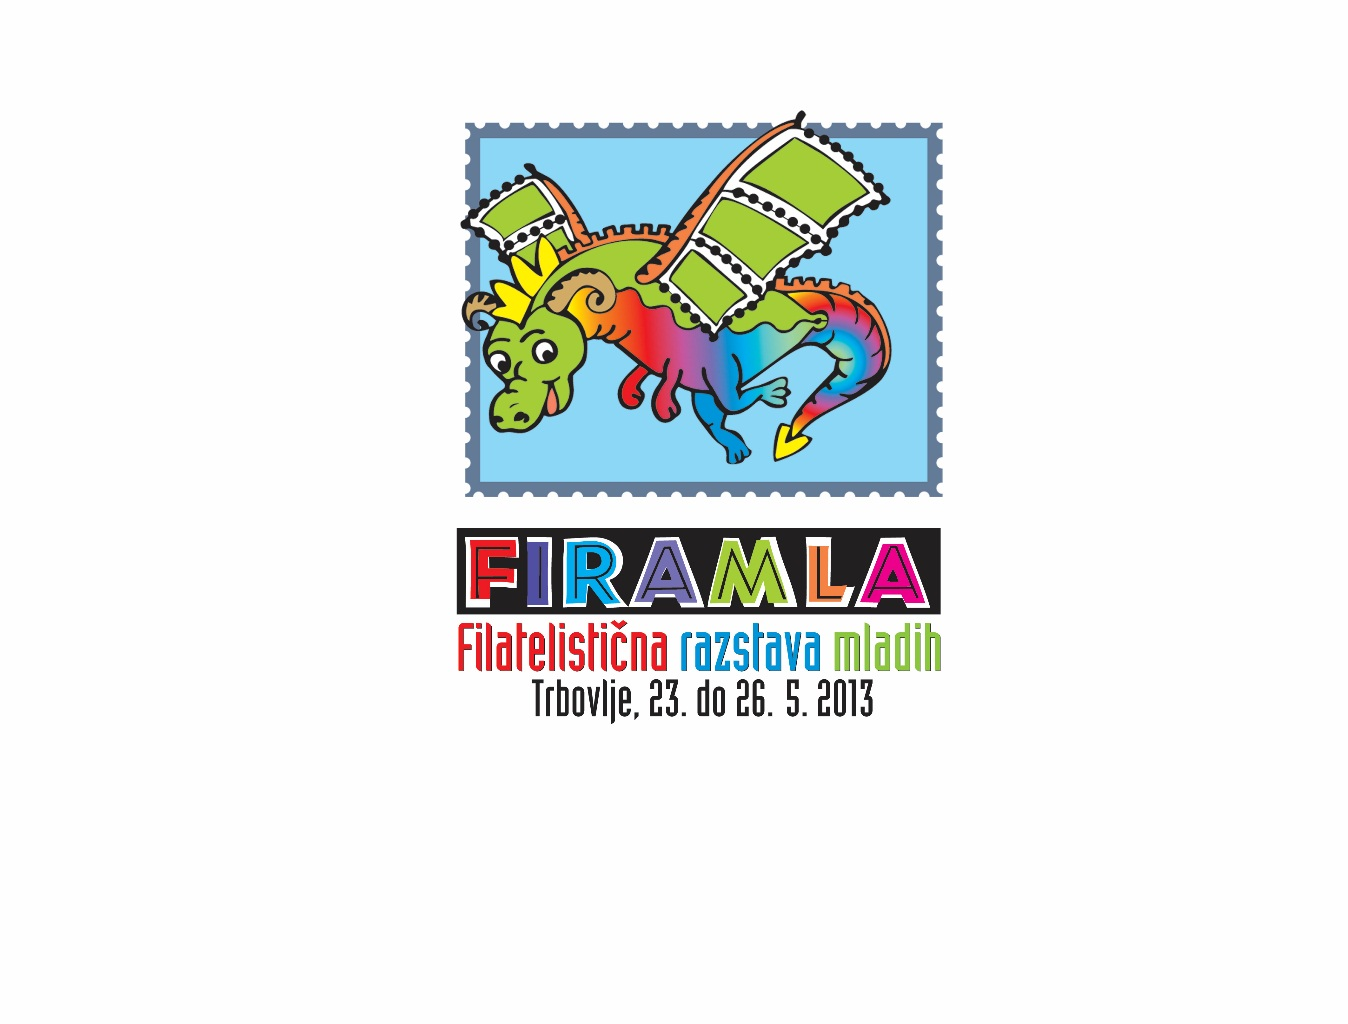 FIRAMLA
Filatelistična razstava mladih
Trbovlje, 23. do 26. 5. 2013